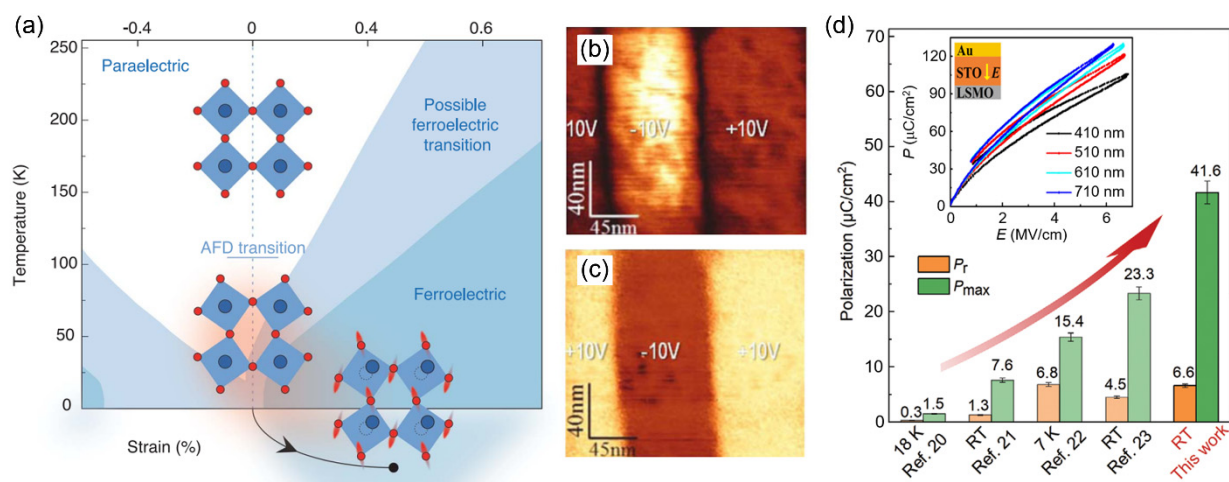 (a)
-0.4 0 0.4 0.6
250
200
150
100
50
0
Temperature (K)
Paraelectric
Possible
ferroelectric
transition
AFD transition
Ferroelectric
Strain (%)
(b)
10V -10V +10V
40nm
45nm
(c)
+10V -10V +10V
40nm
45nm
(d)
70
60
50
40
30
20
10
0
Polarization (µC/cm²)
Au
STO E
LSMO
120
90
60
30
0
P (µC/cm²)
0 2 4 6
E (MV/cm)
410 nm
510 nm
610 nm
710 nm
Pr
Pmax
0.3 1.5
1.3 7.6
6.8 15.4
4.5 23.3
6.6 41.6
18 K
Ref. 20
RT
Ref. 21
7 K
Ref. 22
RT
Ref. 23
RT
This work